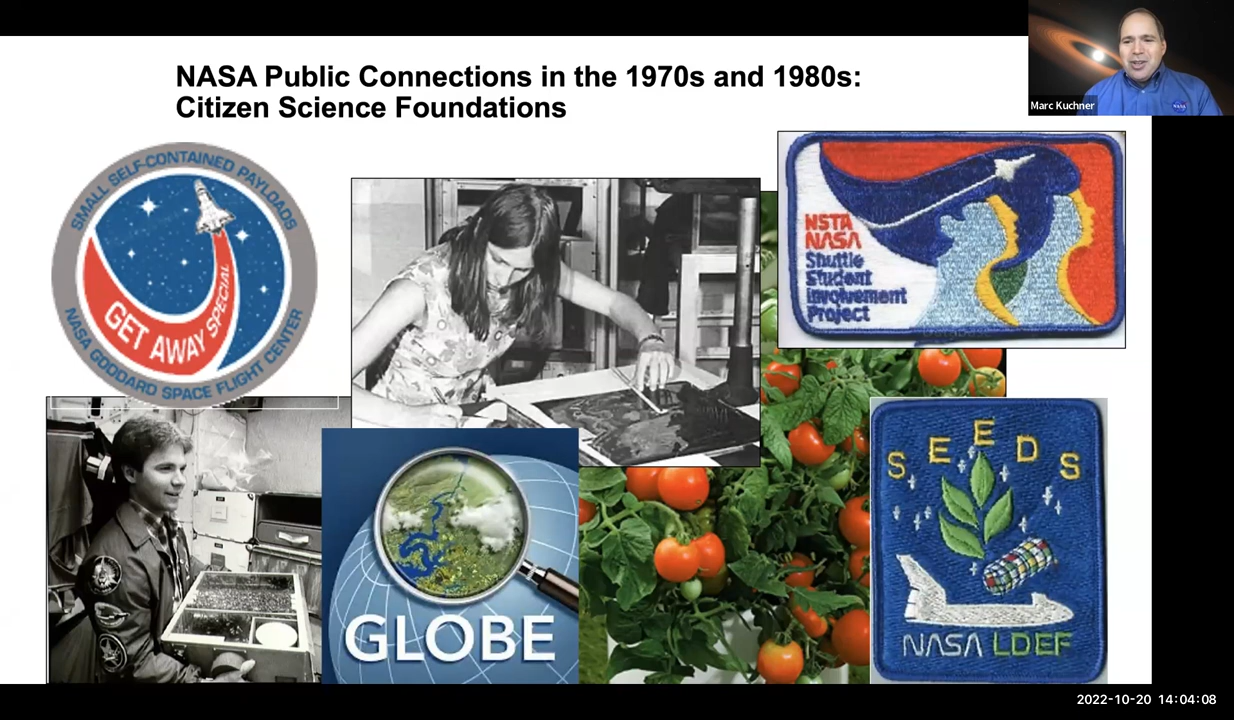 NASA Public Connections in the 1970s and 1980s:
Citizen Science Foundations
Marc Kuchner
NASA
SMALL SELF-CONTAINED PAYLOADS
GET AWAY SPECIAL
NASA GODDARD SPACE FLIGHT CENTER
NSTA
NASA
Shuttle
Student
Involvement
Project
GLOBE
SEEDS
NASA LDEF
2022-10-20 14:04:08